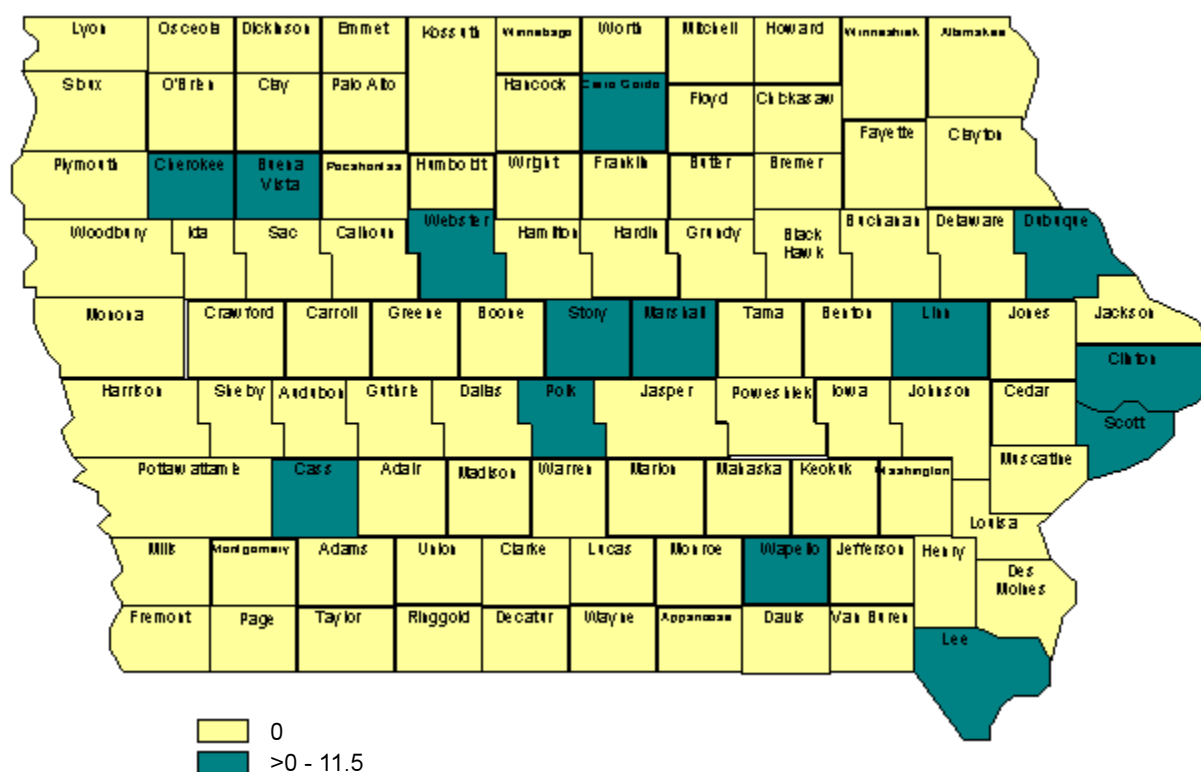 Lyon Osceola Dickinson Emmet Kossuth Winnebago Worth Mitchell Howard Winneshiek Allamakee
Sioux O'Brien Clay Palo Alto Hancock Cerro Gordo Floyd Chickasaw
Fayette Clayton
Plymouth Cherokee Buena Vista Pocahontas Humboldt Wright Franklin Butler Bremer
Woodbury Ida Sac Calhoun Webster Hamilton Hardin Grundy Black Hawk Buchanan Delaware Dubuque
Monona Crawford Carroll Greene Boone Story Marshall Tama Benton Linn Jones Jackson
Clinton
Harrison Shelby Audubon Guthrie Dallas Polk Jasper Poweshiek Iowa Johnson Cedar
Scott
Pottawattamie Cass Adair Madison Warren Marion Mahaska Keokuk Washington Muscatine
Louisa
Mills Montgomery Adams Union Clarke Lucas Monroe Wapello Jefferson Henry Des Moines
Fremont Page Taylor Ringgold Decatur Wayne Appanoose Davis Van Buren
Lee
0
>0 - 11.5